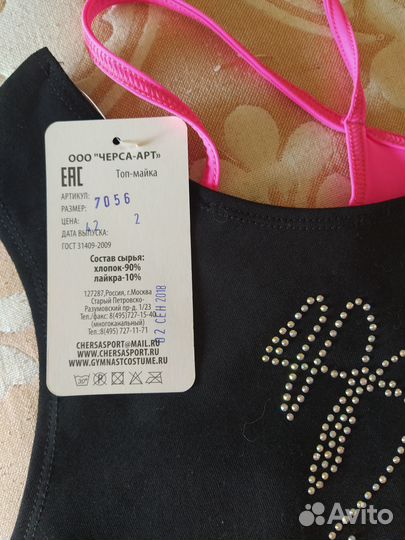 ООО "ЧЕРСА-АРТ"
EAC Топ-майка
АРТИКУЛ: 7056
РАЗМЕР: 42 2
ЦЕНА:
ДАТА ВЫПУСКА:
ГОСТ 31409-2009
Состав сырья:
хлопок-90%
лайкра-10%
127287,Россия, г.Москва
Старый Петровско-
Разумовский пр-д. 1/23
Тел./факс: 8(495)727-15-40
(многоканальный)
Тел.:8(495)727-11-71
CHERSASPORT@MAIL.RU
WWW.CHERSASPORT.RU
WWW.GYMNASTCOSTUME.RU
02 СЕН 2018
Avito